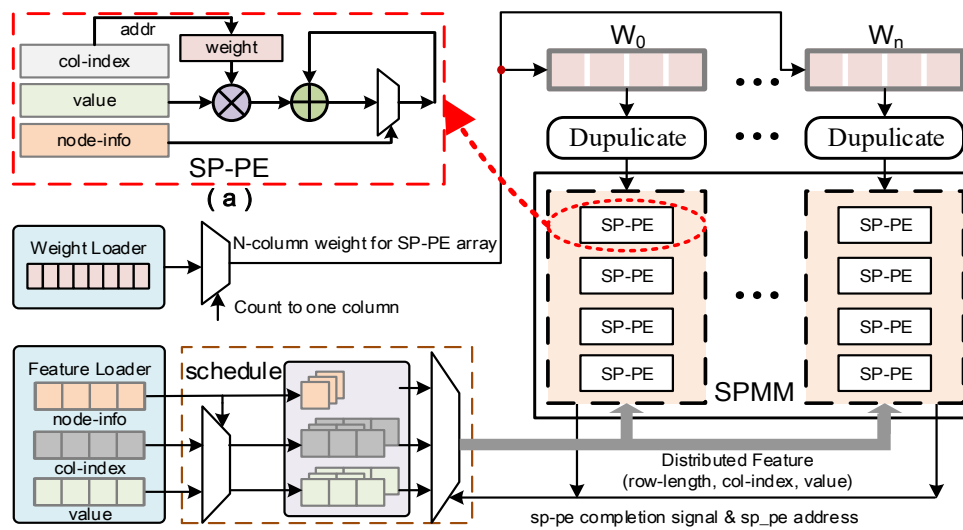 addr
col-index
weight
value
node-info
SP-PE
( a )
W0
Wn
Dupulicate
Dupulicate
SP-PE
SP-PE
SP-PE
SP-PE
SP-PE
SP-PE
SP-PE
SP-PE
SPMM
Weight Loader
N-column weight for SP-PE array
Count to one column
Feature Loader
node-info
col-index
value
schedule
Distributed Feature
(row-length, col-index, value)
sp-pe completion signal & sp_pe address